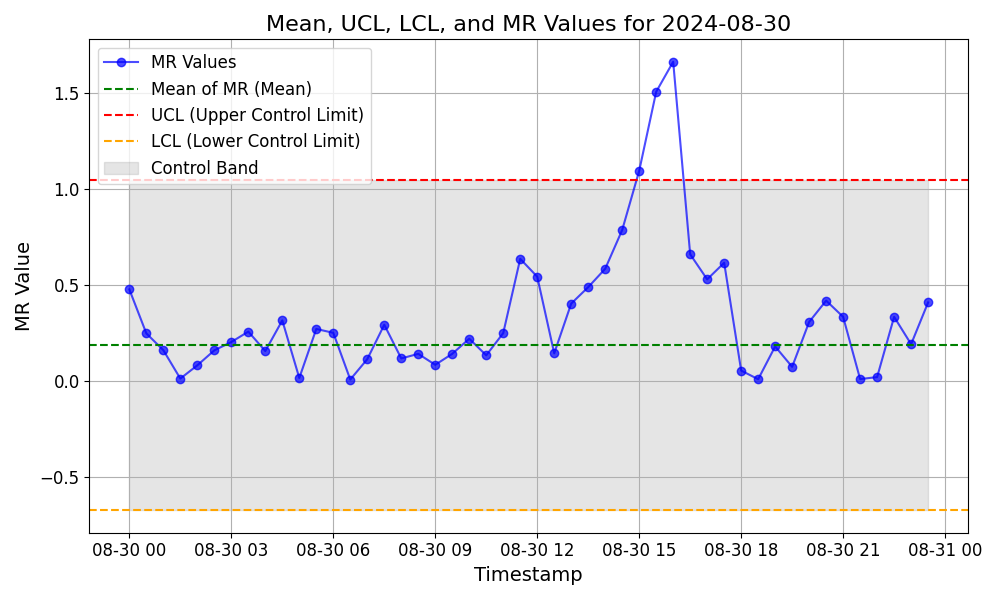 Mean, UCL, LCL, and MR Values for 2024-08-30
MR Values
Mean of MR (Mean)
UCL (Upper Control Limit)
LCL (Lower Control Limit)
Control Band
MR Value
1.5
1.0
0.5
0.0
−0.5
08-30 00 08-30 03 08-30 06 08-30 09 08-30 12 08-30 15 08-30 18 08-30 21 08-31 00
Timestamp